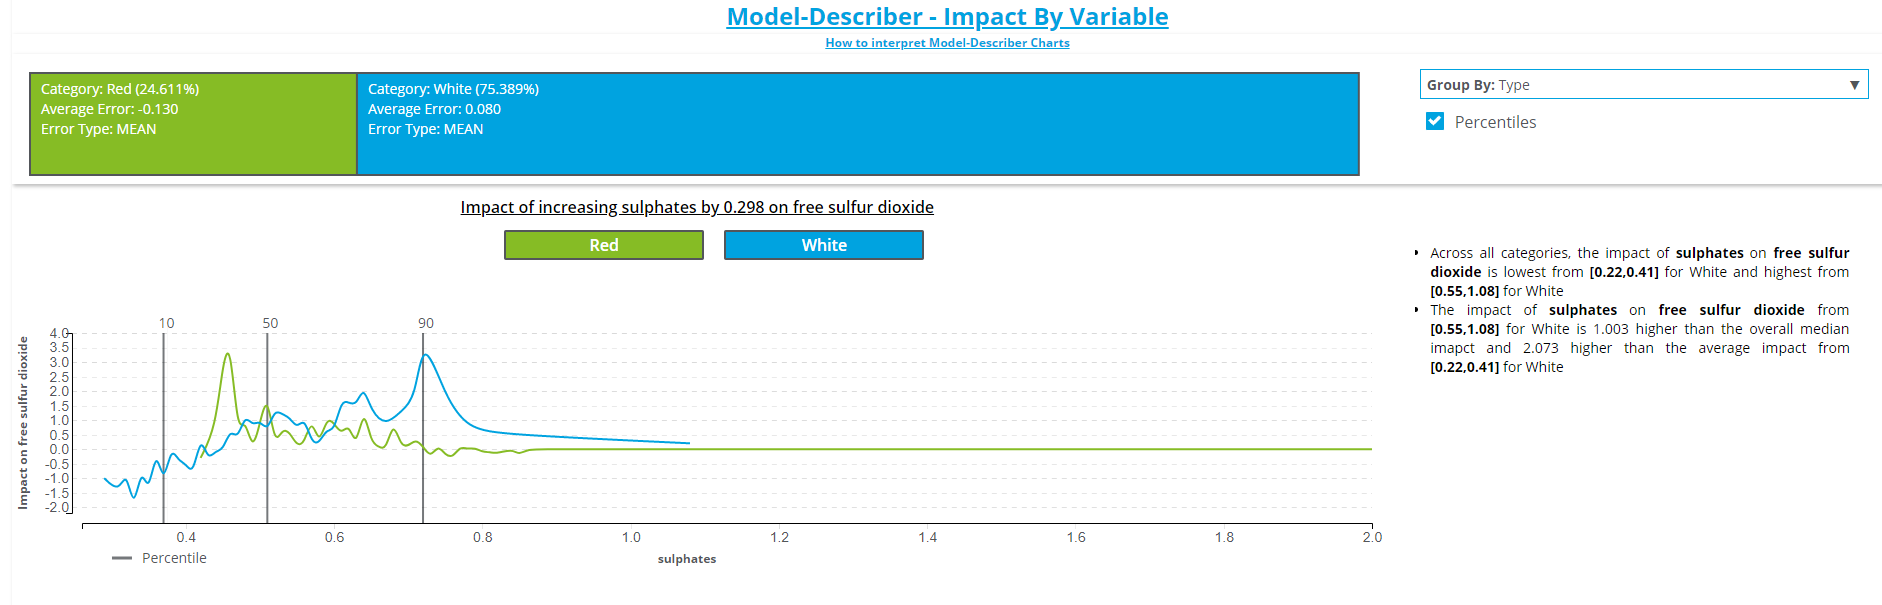 Model-Describer - Impact By Variable
How to interpret Model-Describer Charts
Category: Red (24.611%)
Average Error: -0.130
Error Type: MEAN
Category: White (75.389%)
Average Error: 0.080
Error Type: MEAN
Group By: Type ▼
Percentiles
Impact of increasing sulphates by 0.298 on free sulfur dioxide
Red
White
• Across all categories, the impact of sulphates on free sulfur
dioxide is lowest from [0.22,0.41] for White and highest from
[0.55,1.08] for White
• The impact of sulphates on free sulfur dioxide from
[0.55,1.08] for White is 1.003 higher than the overall median
imapct and 2.073 higher than the average impact from
[0.22,0.41] for White
10 50 90
Impact on free sulfur dioxide
4.0
3.5
3.0
2.5
2.0
1.5
1.0
0.5
0.0
-0.5
-1.0
-1.5
-2.0
0.4 0.6 0.8 1.0 1.2 1.4 1.6 1.8 2.0
Percentile
sulphates